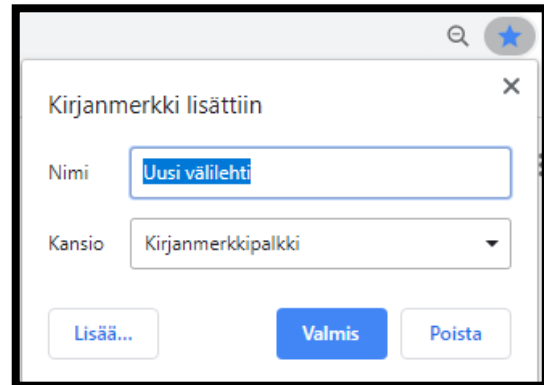 Kirjanmerkki lisättiin
Nimi Uusi välilehti
Kansio Kirjanmerkkipalkki
Lisää... Valmis Poista